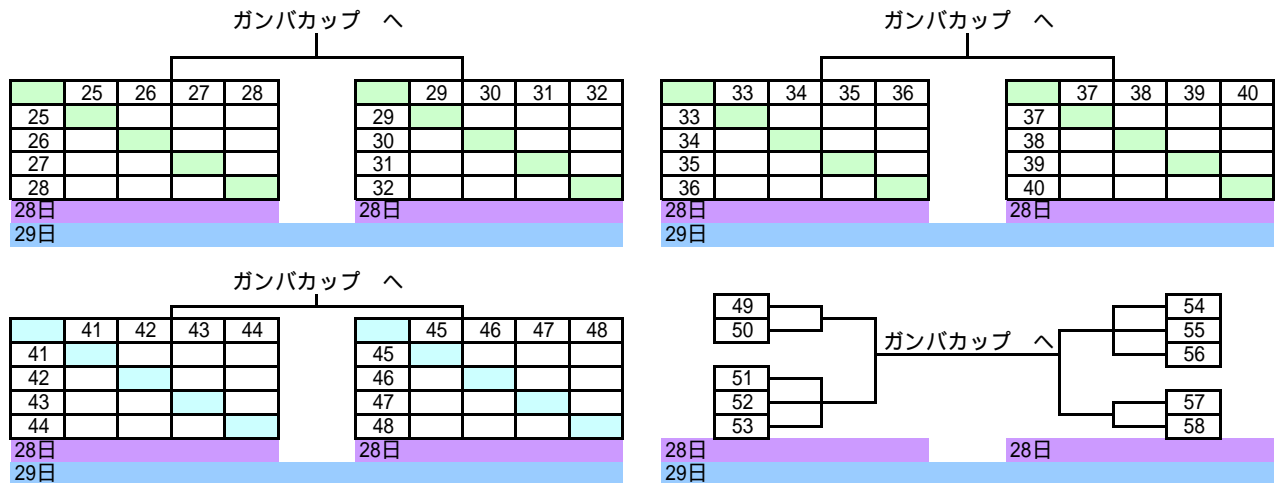 ガンバカップ　へ
25 26 27 28
25
26
27
28
28日
29 30 31 32
29
30
31
32
28日
29日
ガンバカップ　へ
33 34 35 36
33
34
35
36
28日
37 38 39 40
37
38
39
40
28日
29日
ガンバカップ　へ
41 42 43 44
41
42
43
44
28日
45 46 47 48
45
46
47
48
28日
29日
49
50
51
52
53
ガンバカップ　へ
54
55
56
57
58
28日
28日
29日